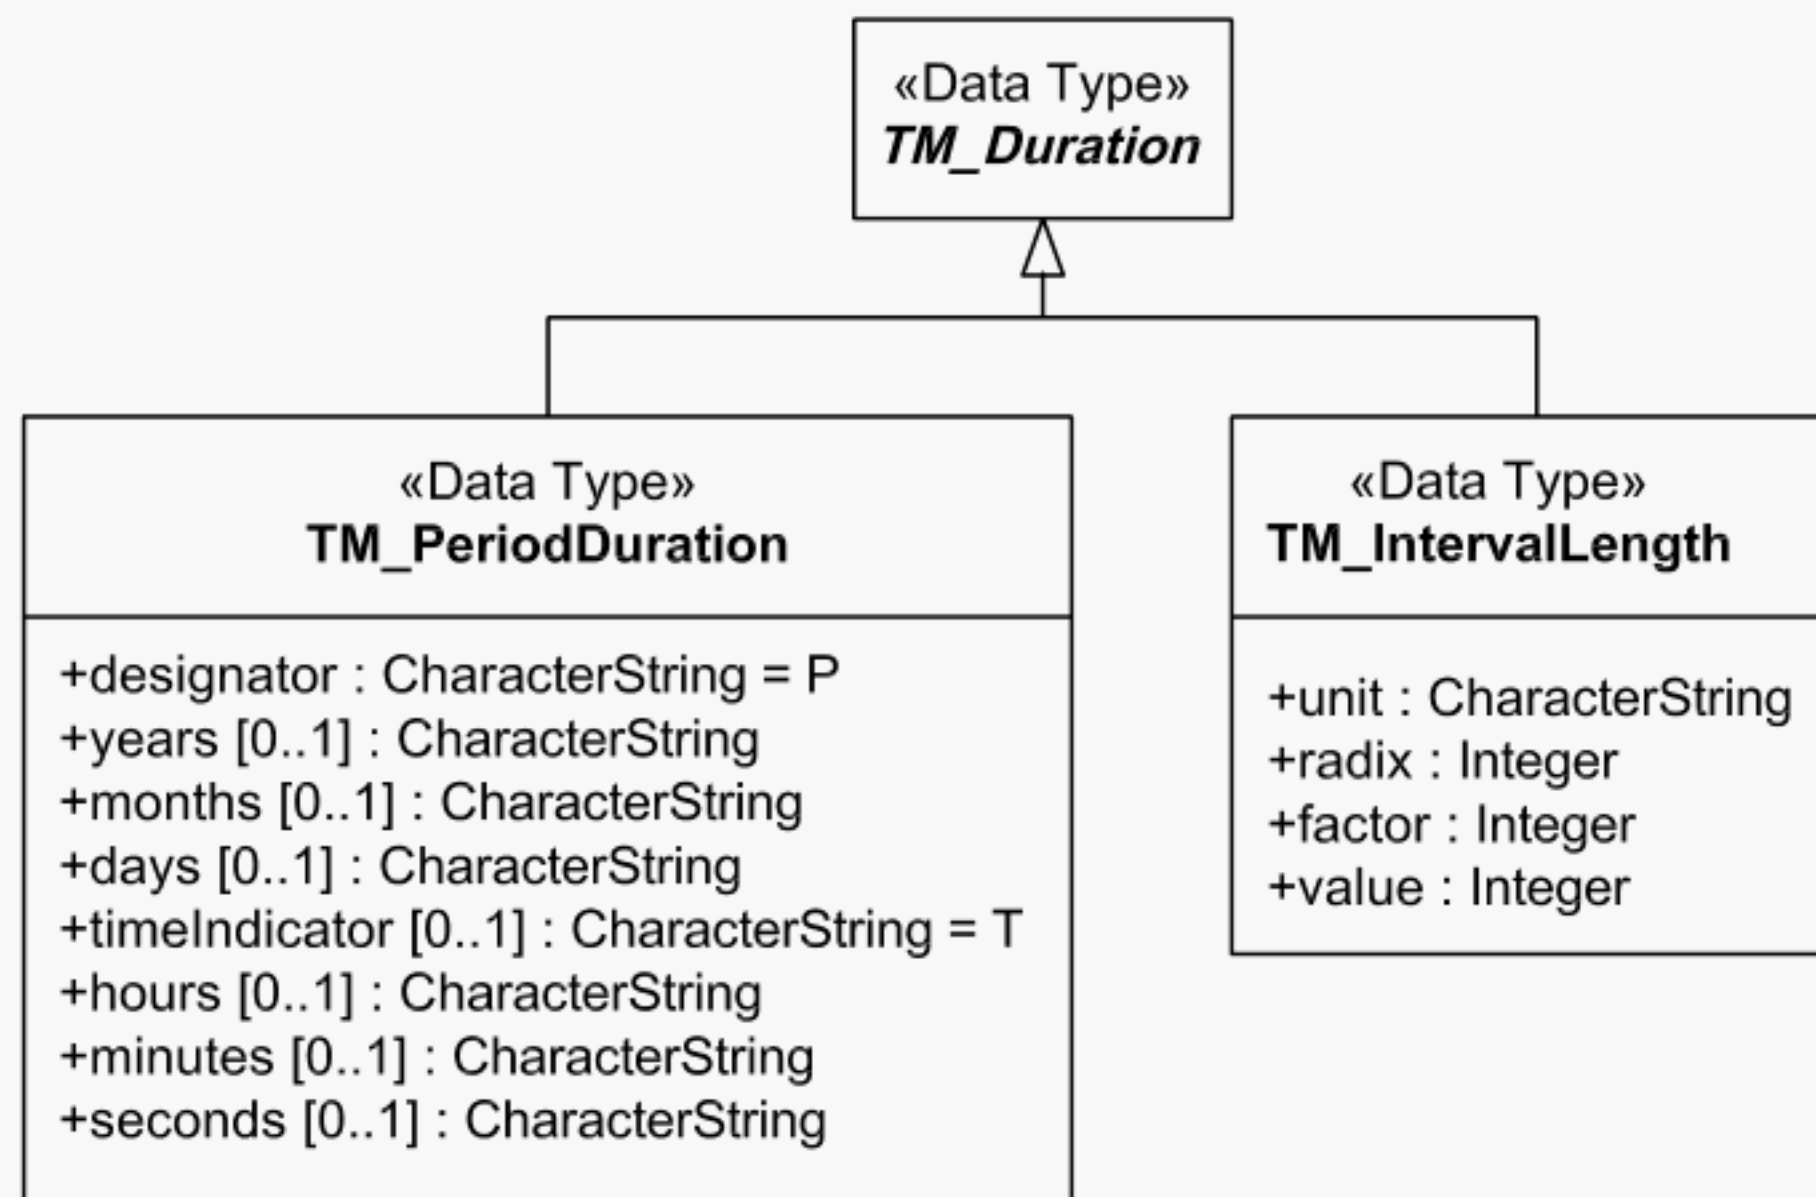 «Data Type»
TM_Duration
«Data Type»
TM_PeriodDuration
+designator : CharacterString = P
+years [0..1] : CharacterString
+months [0..1] : CharacterString
+days [0..1] : CharacterString
+timeIndicator [0..1] : CharacterString = T
+hours [0..1] : CharacterString
+minutes [0..1] : CharacterString
+seconds [0..1] : CharacterString
«Data Type»
TM_IntervalLength
+unit : CharacterString
+radix : Integer
+factor : Integer
+value : Integer